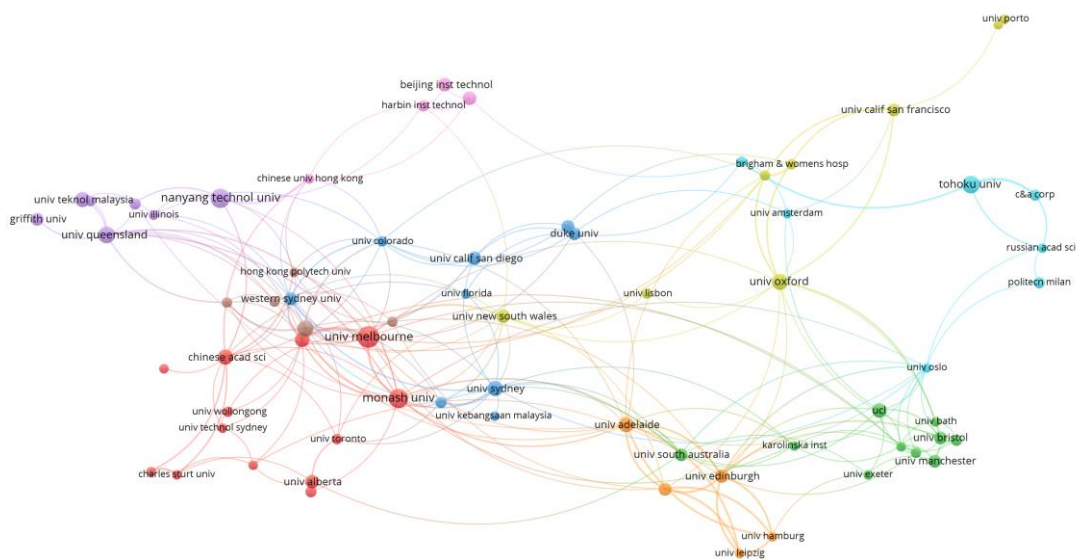 univ porto
beijing inst technol
harbin inst technol
univ calif san francisco
brigham & womens hosp
chinese univ hong kong
tohoku univ
c&a corp
univ teknol malaysia
nanyang technol univ
griffith univ
univ illinois
univ amsterdam
univ queensland
duke univ
univ colorado
russian acad sci
univ calif san diego
hong kong polytech univ
politecn milan
univ oxford
western sydney univ
univ florida
univ lisbon
univ new south wales
univ melbourne
chinese acad sci
univ oslo
univ sydney
monash univ
univ wollongong
univ kebangsaan malaysia
ucl
univ technol sydney
univ adelaide
univ bath
univ toronto
karolinska inst
univ bristol
univ south australia
univ manchester
charles sturt univ
univ alberta
univ edinburgh
univ exeter
univ hamburg
univ leipzig